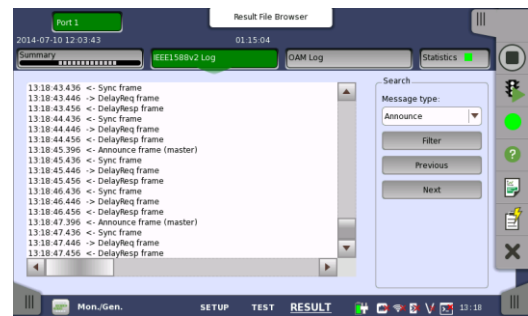 Port 1
Result File Browser
2014-07-10 12:03:43
01:15:04
Summary
IEEE1588v2 Log
OAM Log
Statistics
13:18:43.436 <- Sync frame
13:18:43.446 -> DelayReq frame
13:18:43.456 <- DelayResp frame
13:18:44.436 <- Sync frame
13:18:44.446 -> DelayReq frame
13:18:44.456 <- DelayResp frame
13:18:45.396 <- Announce frame (master)
13:18:45.436 <- Sync frame
13:18:45.446 -> DelayReq frame
13:18:45.456 <- DelayResp frame
13:18:46.436 <- Sync frame
13:18:46.446 -> DelayReq frame
13:18:46.456 <- DelayResp frame
13:18:47.396 <- Announce frame (master)
13:18:47.436 <- Sync frame
13:18:47.446 -> DelayReq frame
13:18:47.456 <- DelayResp frame
Search
Message type:
Announce
Filter
Previous
Next
Mon./Gen.
SETUP
TEST
RESULT
13:18